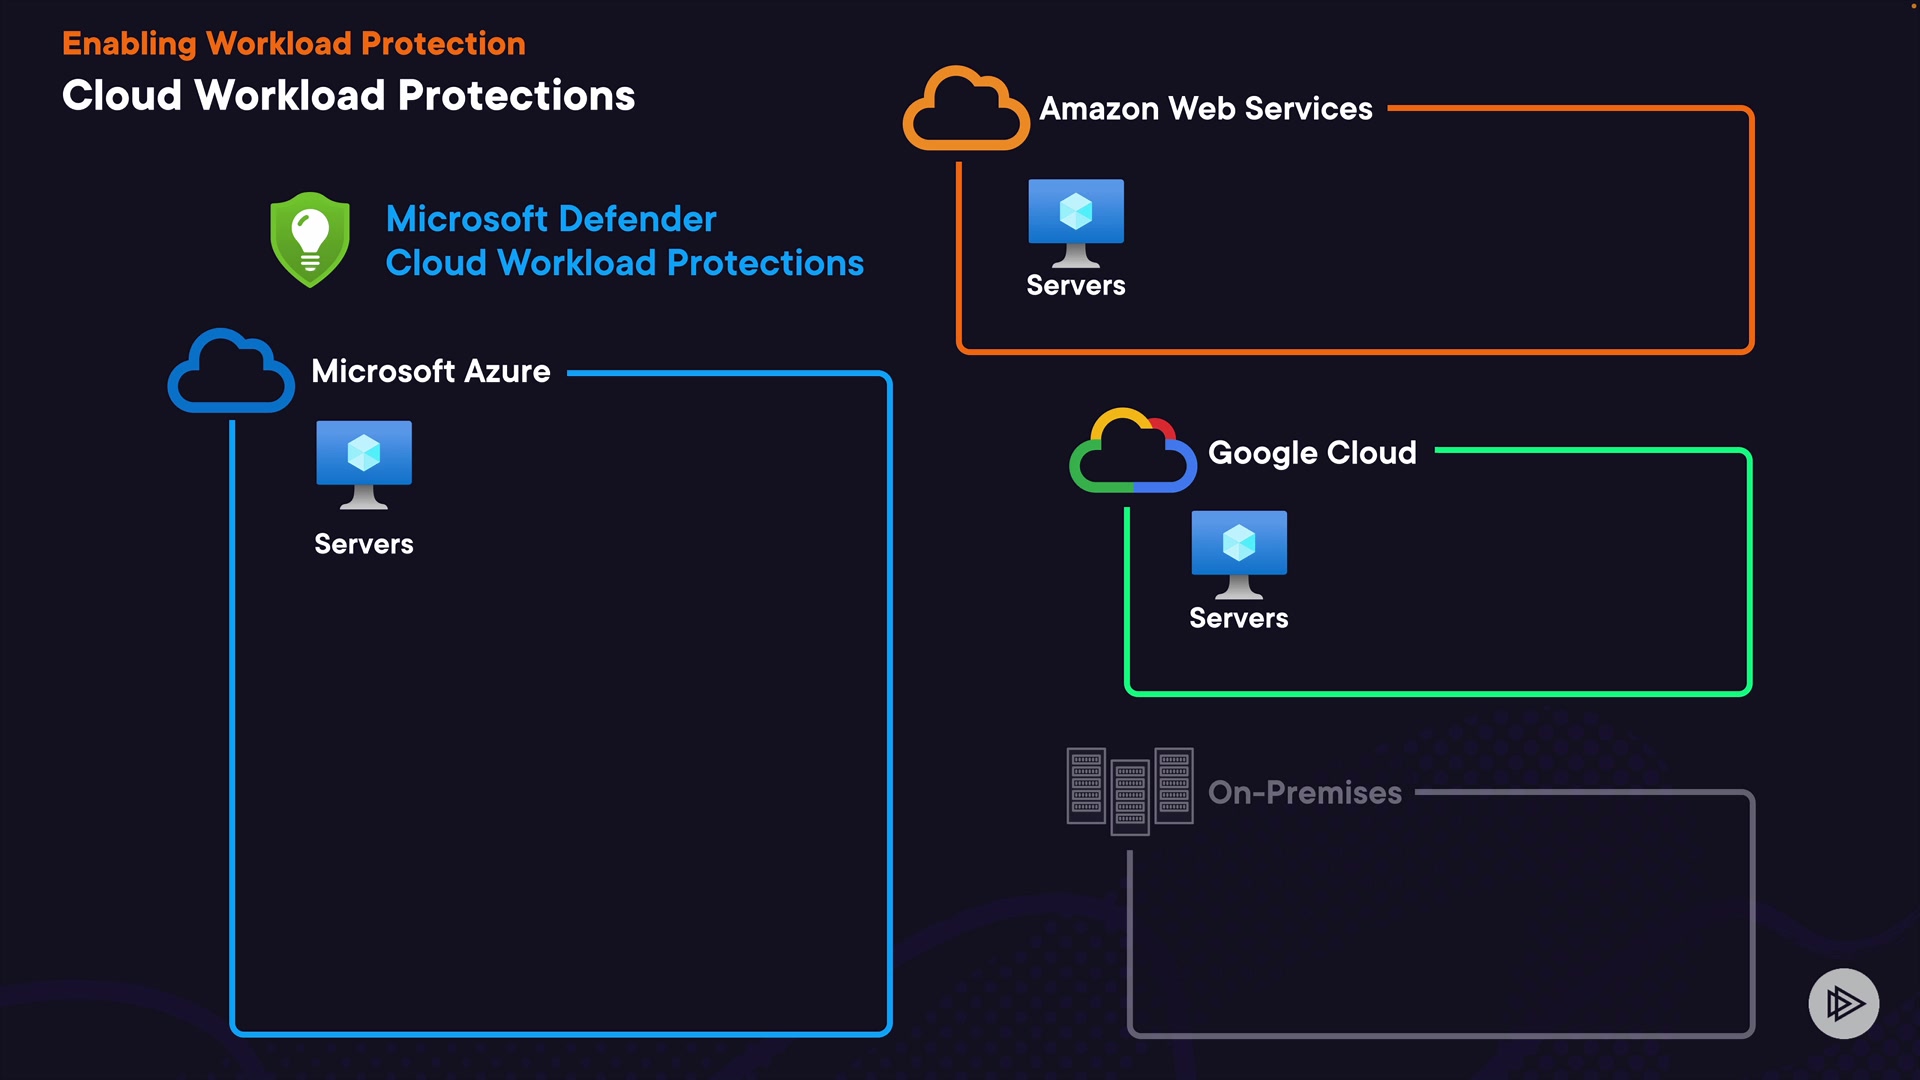 Enabling Workload Protection
Cloud Workload Protections
Microsoft Defender
Cloud Workload Protections
Microsoft Azure
Servers
Amazon Web Services
Servers
Google Cloud
Servers
On-Premises